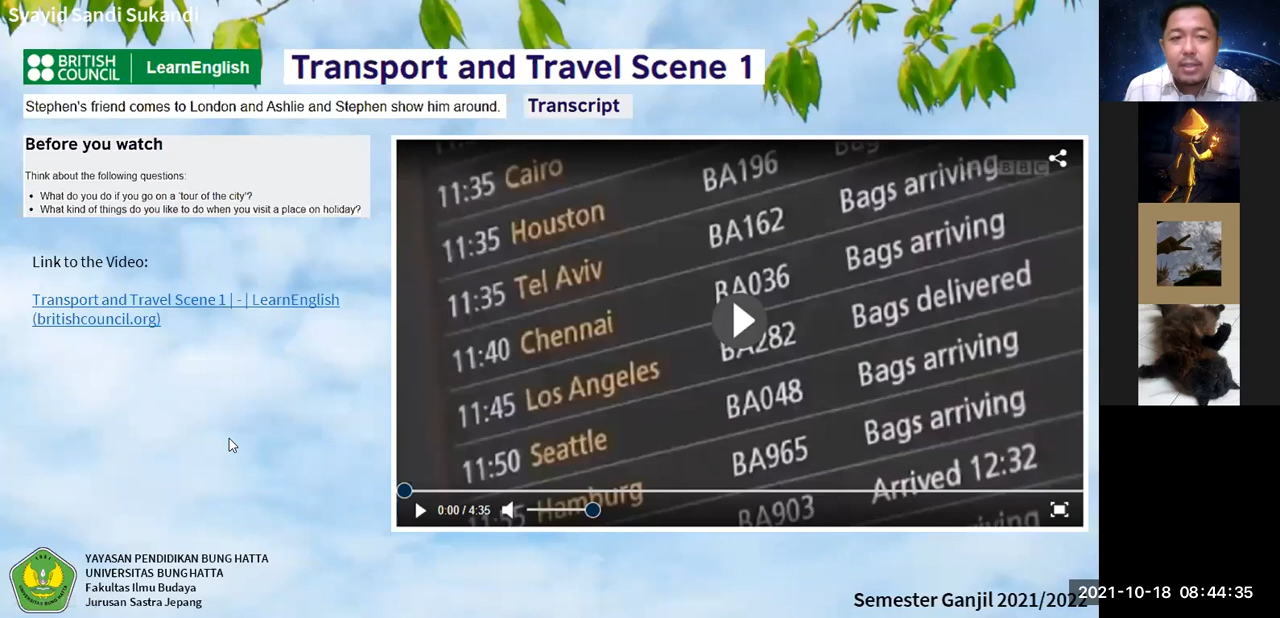 Syayid Sandi Sukandi
BRITISH
COUNCIL
LearnEnglish
Transport and Travel Scene 1
Stephen's friend comes to London and Ashlie and Stephen show him around.
Transcript
Before you watch
Think about the following questions:
• What do you do if you go on a 'tour of the city'?
• What kind of things do you like to do when you visit a place on holiday?
Link to the Video:
Transport and Travel Scene 1 | - | LearnEnglish
(britishcouncil.org)
BBC
Bags
11:35 Cairo BA196 Bags arriving
11:35 Houston BA162 Bags arriving
11:35 Tel Aviv BA036 Bags delivered
11:40 Chennai BA282 Bags arriving
11:45 Los Angeles BA048 Bags arriving
11:50 Seattle BA965 Arrived 12:32
Hamburg BA903
0:00 / 4:35
YAYASAN PENDIDIKAN BUNG HATTA
UNIVERSITAS BUNG HATTA
Fakultas Ilmu Budaya
Jurusan Sastra Jepang
Semester Ganjil 2021/2022
2021-10-18 08:44:35